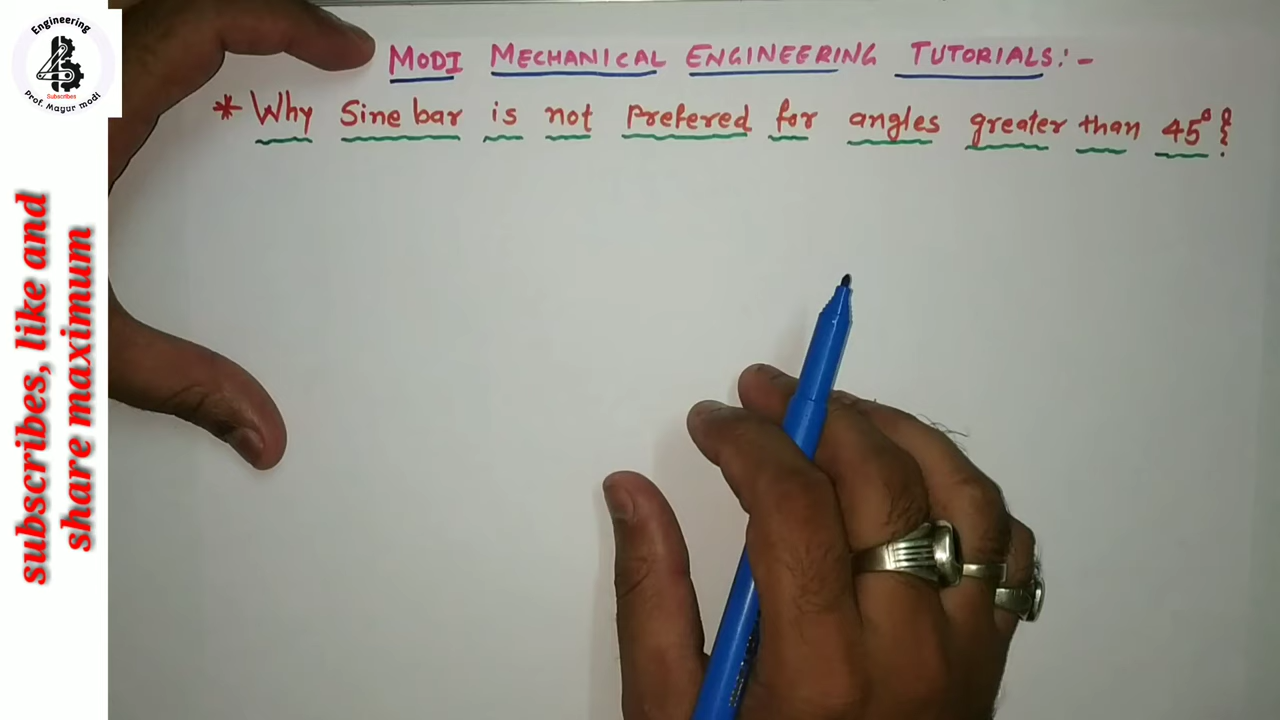 Engineering
Subscribes
Prof. Mayur modi
subscribes, like and
share maximum
MODI MECHANICAL ENGINEERING TUTORIALS:-
* Why Sine bar is not Prefered for angles greater than 45° ?